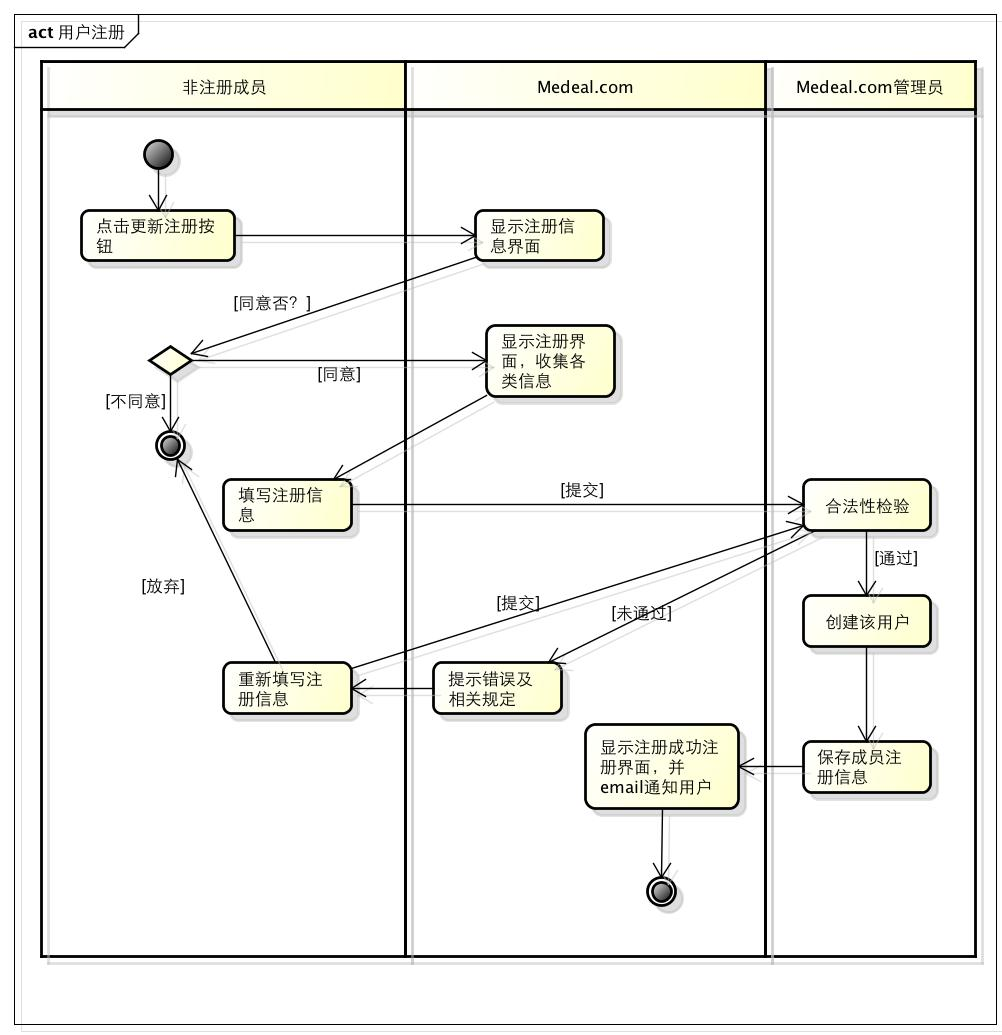 act 用户注册
非注册成员
Medeal.com
Medeal.com管理员
点击更新注册按
钮
显示注册信
息界面
[同意否？]
显示注册界
面，收集各
类信息
[同意]
[不同意]
填写注册信
息
[提交]
合法性检验
[通过]
[放弃]
[提交]
[未通过]
创建该用户
重新填写注
册信息
提示错误及
相关规定
显示注册成功注
册界面，并
email通知用户
保存成员注
册信息